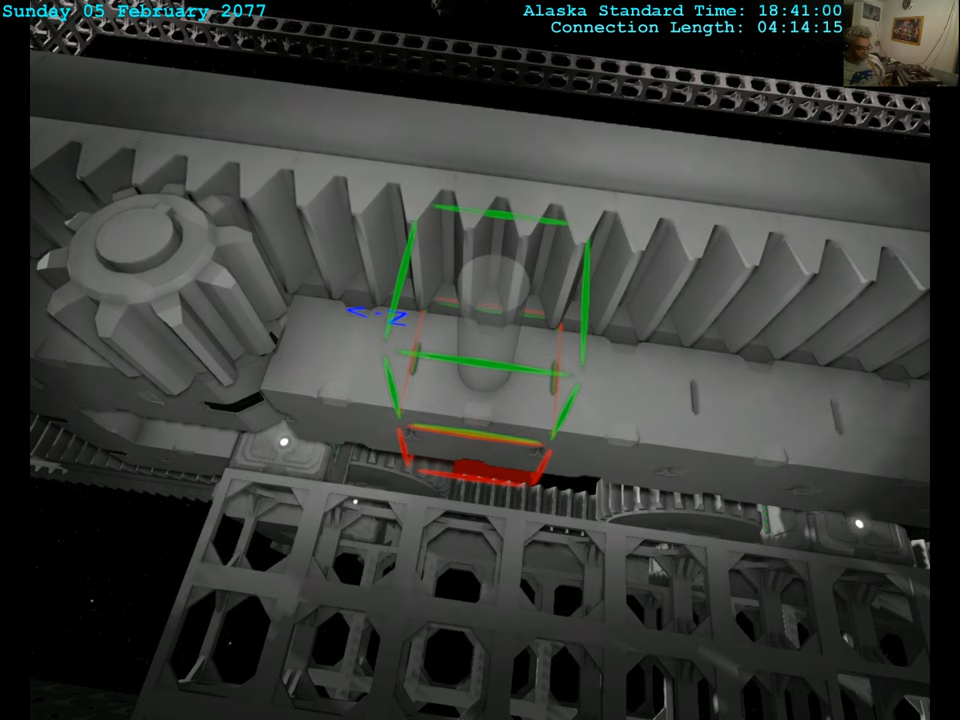 Sunday 05 February 2077
Alaska Standard Time: 18:41:00
Connection Length: 04:14:15